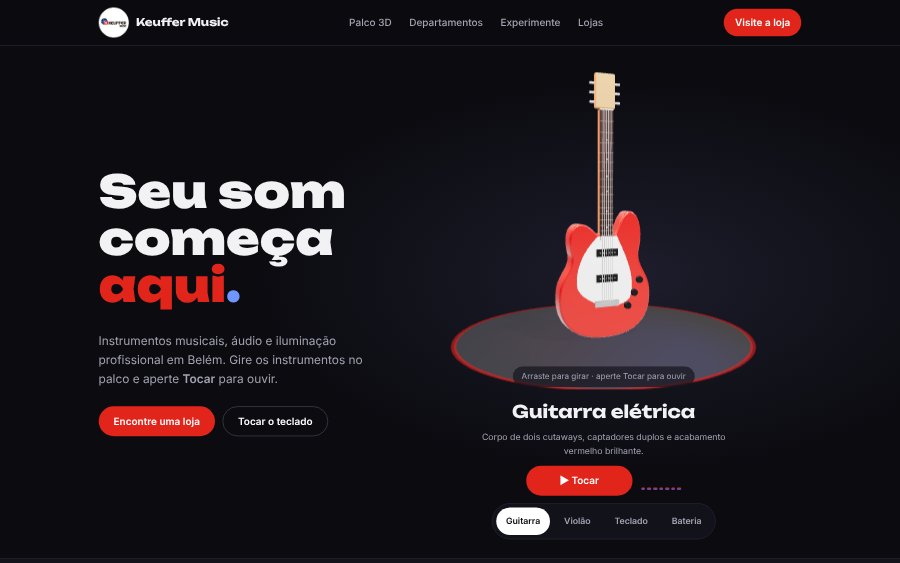 Keuffer Music
Palco 3D
Departamentos
Experimente
Lojas
Visite a loja
Seu som
começa
aqui.
Instrumentos musicais, áudio e iluminação
profissional em Belém. Gire os instrumentos no
palco e aperte Tocar para ouvir.
Encontre uma loja
Tocar o teclado
Arraste para girar · aperte Tocar para ouvir
Guitarra elétrica
Corpo de dois cutaways, captadores duplos e acabamento
vermelho brilhante.
▶ Tocar
Guitarra
Violão
Teclado
Bateria